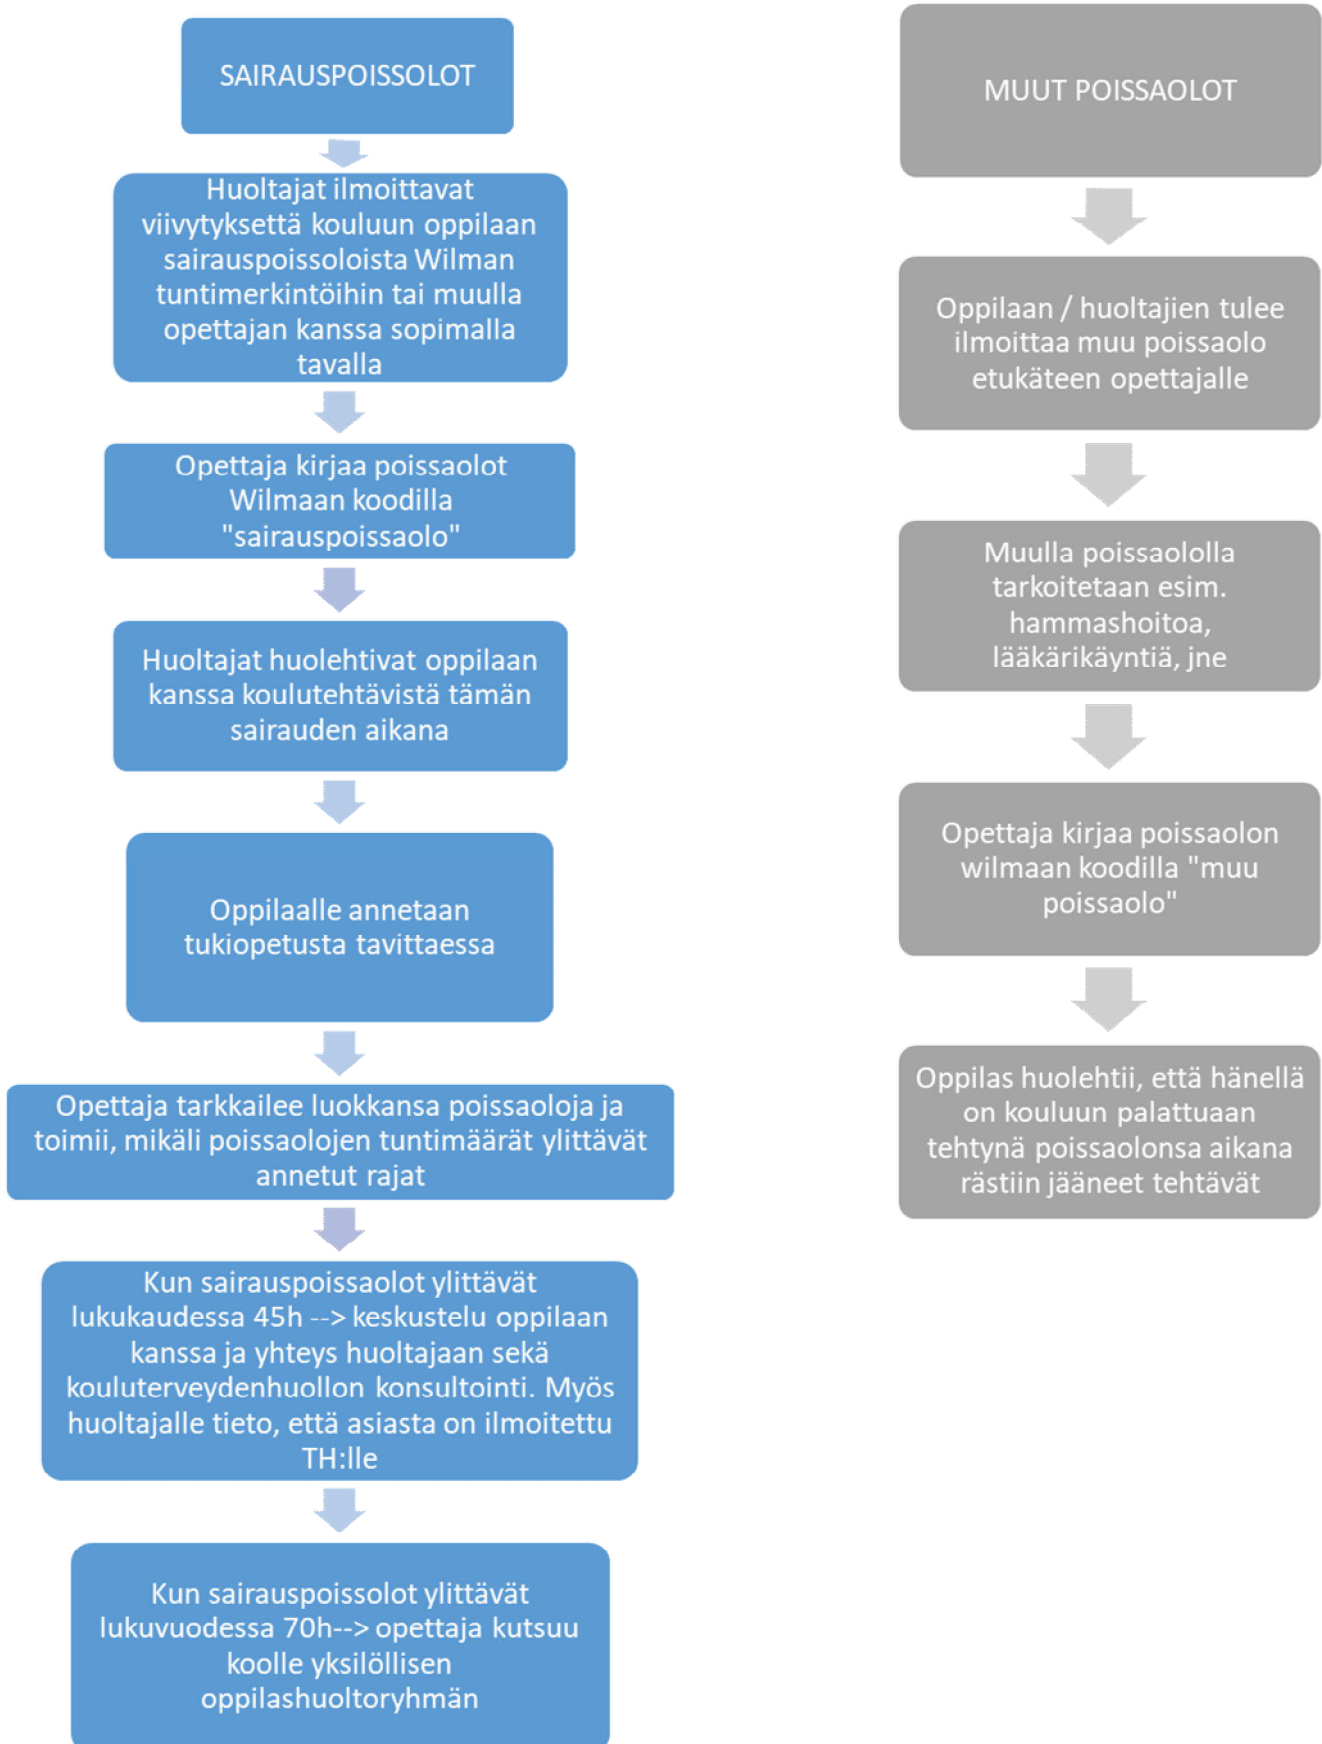 SAIRAUSPOISSOLOT
Huoltajat ilmoittavat
viivytyksettä kouluun oppilaan
sairauspoissoloista Wilman
tuntimerkintöihin tai muulla
opettajan kanssa sopimalla
tavalla
Opettaja kirjaa poissaolot
Wilmaan koodilla
"sairauspoissaolo"
Huoltajat huolehtivat oppilaan
kanssa koulutehtävistä tämän
sairauden aikana
Oppilaalle annetaan
tukiopetusta tavittaessa
Opettaja tarkkailee luokkansa poissaoloja ja
toimii, mikäli poissaolojen tuntimäärät ylittävät
annetut rajat
Kun sairauspoissaolot ylittävät
lukukaudessa 45h --> keskustelu oppilaan
kanssa ja yhteys huoltajaan sekä
kouluterveydenhuollon konsultointi. Myös
huoltajalle tieto, että asiasta on ilmoitettu
TH:lle
Kun sairauspoissolot ylittävät
lukuvuodessa 70h--> opettaja kutsuu
koolle yksilöllisen
oppilashuoltoryhmän
MUUT POISSAOLOT
Oppilaan / huoltajien tulee
ilmoittaa muu poissaolo
etukäteen opettajalle
Muulla poissaololla
tarkoitetaan esim.
hammashoitoa,
lääkärikäyntiä, jne
Opettaja kirjaa poissaolon
wilmaan koodilla "muu
poissaolo"
Oppilas huolehtii, että hänellä
on kouluun palattuaan
tehtynä poissaolonsa aikana
rästiin jääneet tehtävät